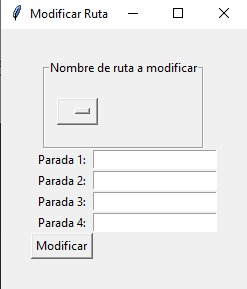 Modificar Ruta
Nombre de ruta a modificar
Parada 1:
Parada 2:
Parada 3:
Parada 4:
Modificar